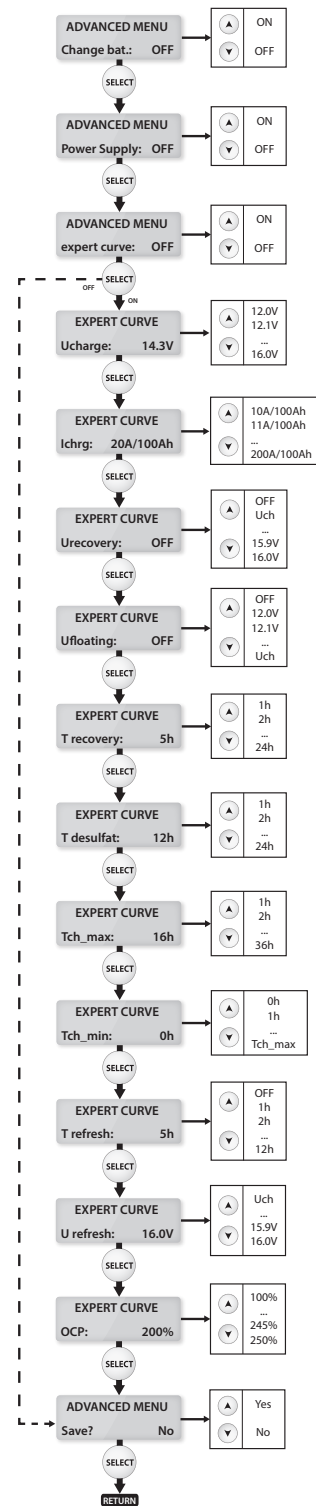 ADVANCED MENU
Change bat.: OFF
ON
OFF
SELECT
ADVANCED MENU
Power Supply: OFF
ON
OFF
SELECT
ADVANCED MENU
expert curve: OFF
ON
OFF
OFF
SELECT
ON
EXPERT CURVE
Ucharge: 14.3V
12.0V
12.1V
...
16.0V
SELECT
EXPERT CURVE
Ichrg: 20A/100Ah
10A/100Ah
11A/100Ah
...
200A/100Ah
SELECT
EXPERT CURVE
Urecovery: OFF
OFF
Uch
...
15.9V
16.0V
SELECT
EXPERT CURVE
Ufloating: OFF
OFF
12.0V
12.1V
...
Uch
SELECT
EXPERT CURVE
T recovery: 5h
1h
2h
...
24h
SELECT
EXPERT CURVE
T desulfat: 12h
1h
2h
...
24h
SELECT
EXPERT CURVE
Tch_max: 16h
1h
2h
...
36h
SELECT
EXPERT CURVE
Tch_min: 0h
0h
1h
...
Tch_max
SELECT
EXPERT CURVE
T refresh: 5h
OFF
1h
2h
...
12h
SELECT
EXPERT CURVE
U refresh: 16.0V
Uch
...
15.9V
16.0V
SELECT
EXPERT CURVE
OCP: 200%
100%
...
245%
250%
SELECT
ADVANCED MENU
Save? No
Yes
No
SELECT
RETURN